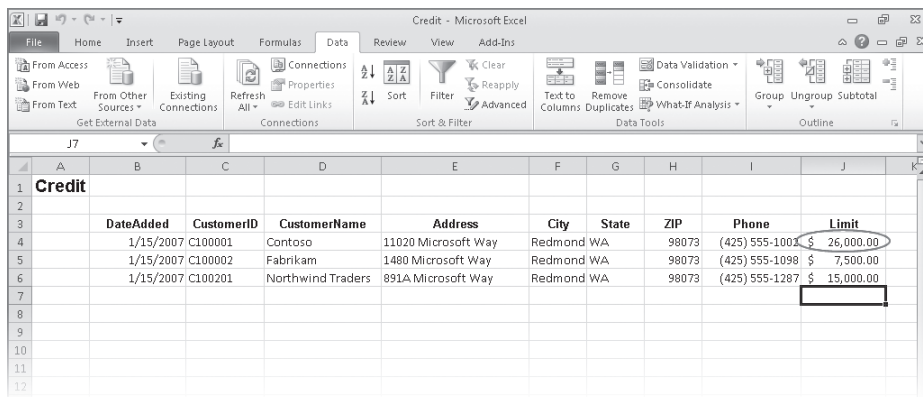 Credit - Microsoft Excel
File Home Insert Page Layout Formulas Data Review View Add-Ins
From Access
From Web
From Text
From Other Sources
Existing Connections
Get External Data
Refresh All
Connections
Properties
Edit Links
Connections
Sort
Filter
Clear
Reapply
Advanced
Sort & Filter
Text to Columns
Remove Duplicates
Data Validation
Consolidate
What-If Analysis
Data Tools
Group
Ungroup
Subtotal
Outline
J7 fx
A B C D E F G H I J K
1 Credit
2
3 DateAdded CustomerID CustomerName Address City State ZIP Phone Limit
4 1/15/2007 C100001 Contoso 11020 Microsoft Way Redmond WA 98073 (425) 555-1002 $ 26,000.00
5 1/15/2007 C100002 Fabrikam 1480 Microsoft Way Redmond WA 98073 (425) 555-1098 $ 7,500.00
6 1/15/2007 C100201 Northwind Traders 891A Microsoft Way Redmond WA 98073 (425) 555-1287 $ 15,000.00
7
8
9
10
11
12